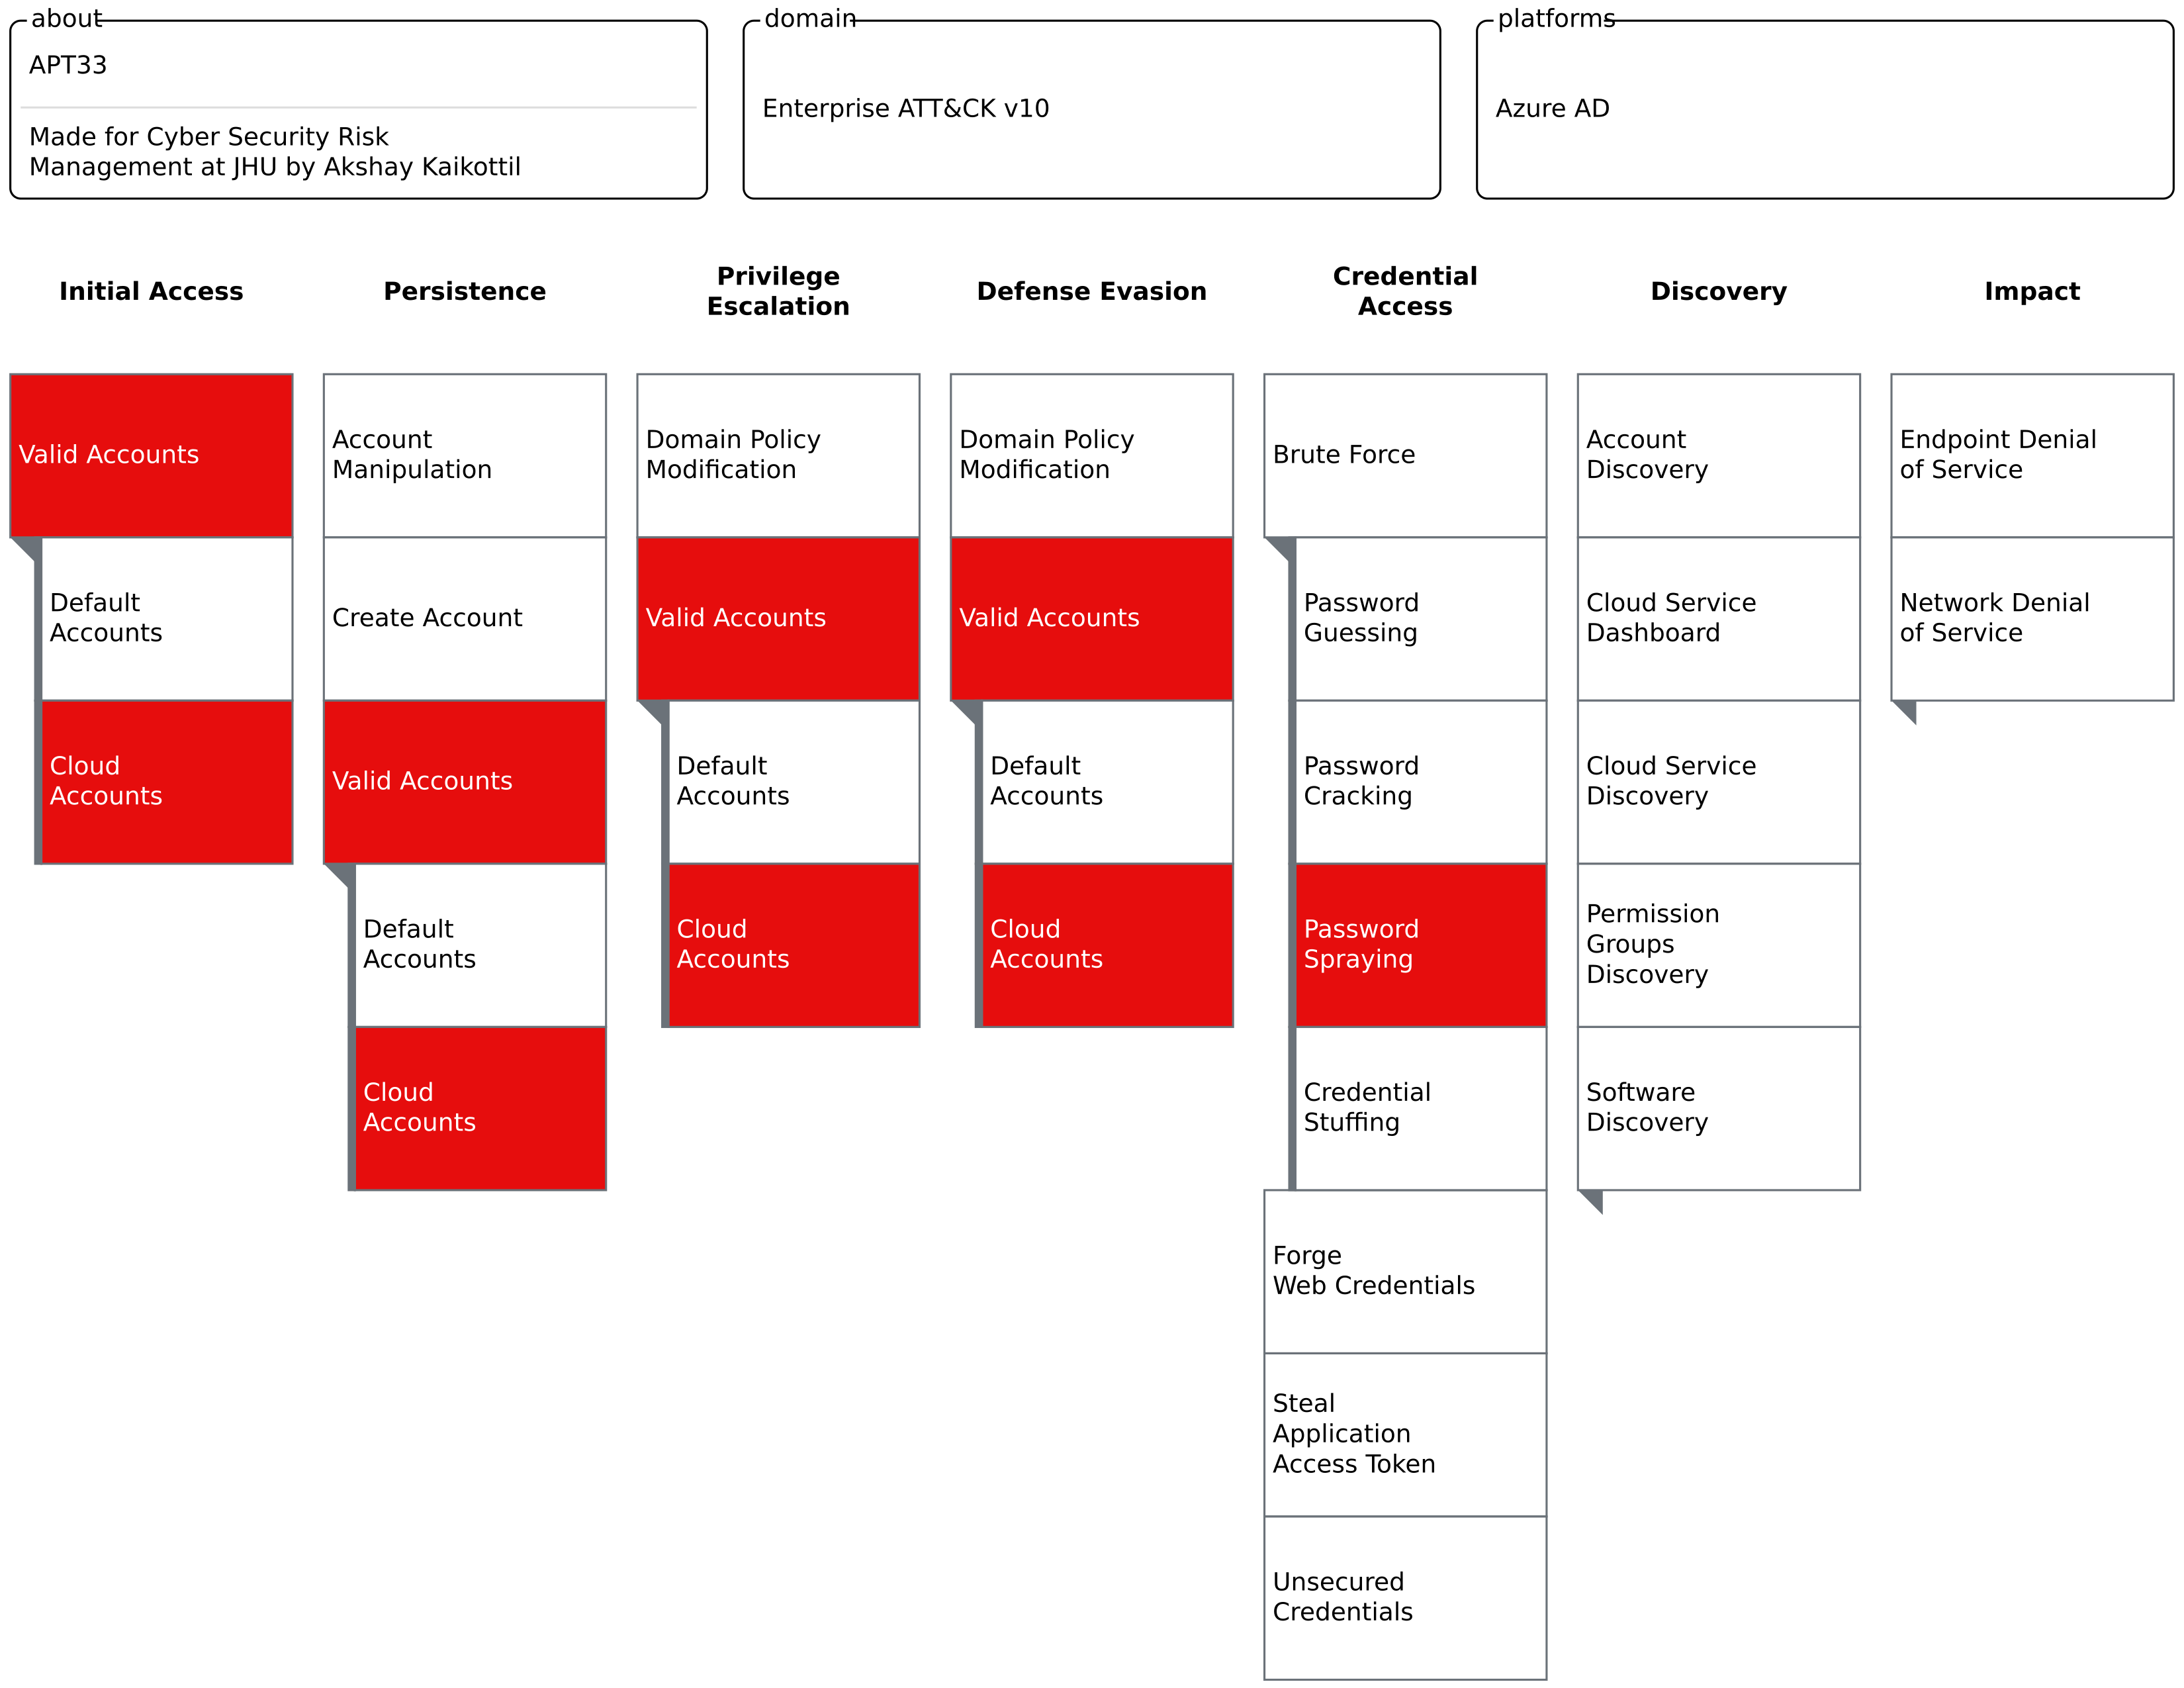 about
APT33
Made for Cyber Security Risk
Management at JHU by Akshay Kaikottil
domain
Enterprise ATT&CK v10
platforms
Azure AD
Initial Access
Valid Accounts
Default
Accounts
Cloud
Accounts
Persistence
Account
Manipulation
Create Account
Valid Accounts
Default
Accounts
Cloud
Accounts
Privilege
Escalation
Domain Policy
Modification
Valid Accounts
Default
Accounts
Cloud
Accounts
Defense Evasion
Domain Policy
Modification
Valid Accounts
Default
Accounts
Cloud
Accounts
Credential
Access
Brute Force
Password
Guessing
Password
Cracking
Password
Spraying
Credential
Stuffing
Forge
Web Credentials
Steal
Application
Access Token
Unsecured
Credentials
Discovery
Account
Discovery
Cloud Service
Dashboard
Cloud Service
Discovery
Permission
Groups
Discovery
Software
Discovery
Impact
Endpoint Denial
of Service
Network Denial
of Service